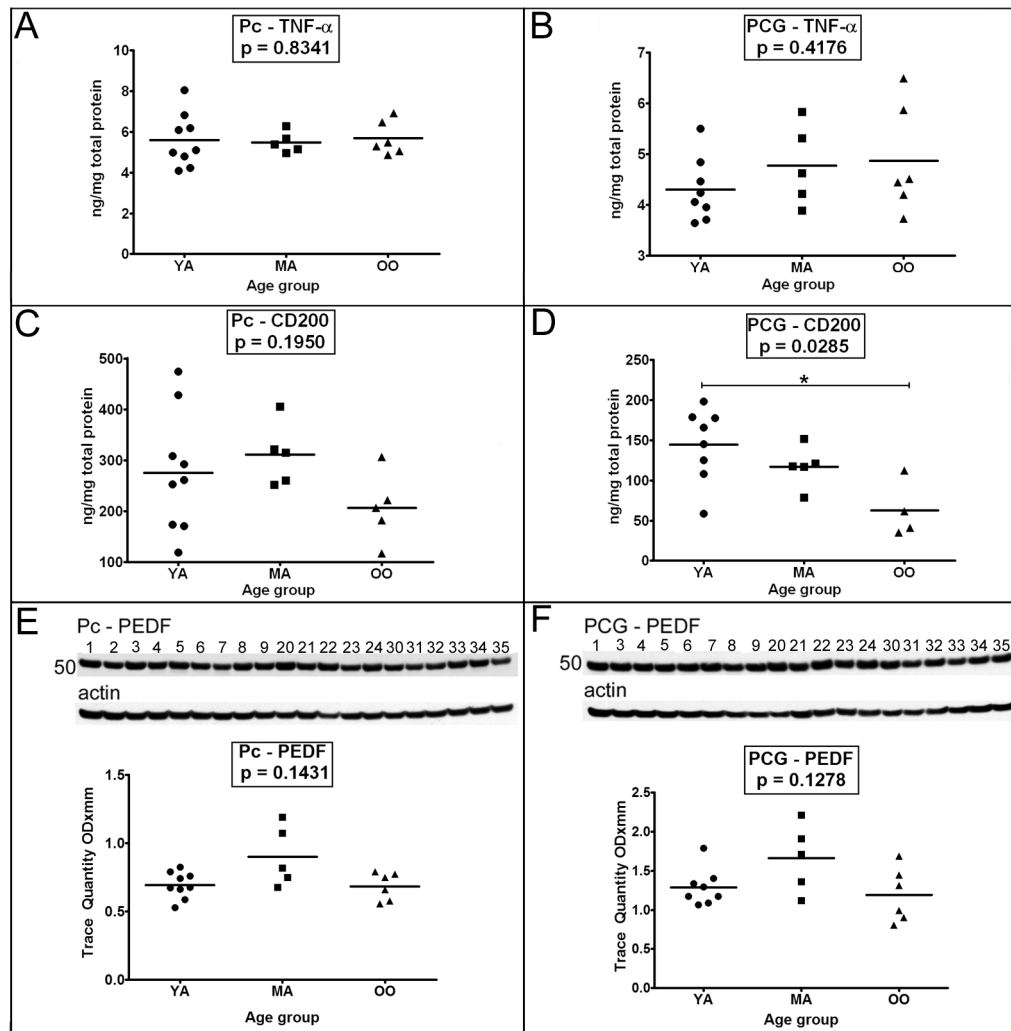 A
Pc - TNF-α
p = 0.8341
ng/mg total protein
10
8
6
4
2
0
YA MA OO
Age group
B
PCG - TNF-α
p = 0.4176
ng/mg total protein
7
6
5
4
3
YA MA OO
Age group
C
Pc - CD200
p = 0.1950
ng/mg total protein
500
400
300
200
100
YA MA OO
Age group
D
PCG - CD200
p = 0.0285
*
ng/mg total protein
200
150
100
50
0
YA MA OO
Age group
E
Pc - PEDF
1 2 3 4 5 6 7 8 9 20 21 22 23 24 30 31 32 33 34 35
50
actin
Pc - PEDF
p = 0.1431
Trace Quantity ODxmm
1.5
1.0
0.5
0.0
YA MA OO
Age group
F
PCG - PEDF
1 3 4 5 6 7 8 9 20 21 22 23 24 30 31 32 33 34 35
50
actin
PCG - PEDF
p = 0.1278
Trace Quantity ODxmm
2.5
2.0
1.5
1.0
0.5
0.0
YA MA OO
Age group